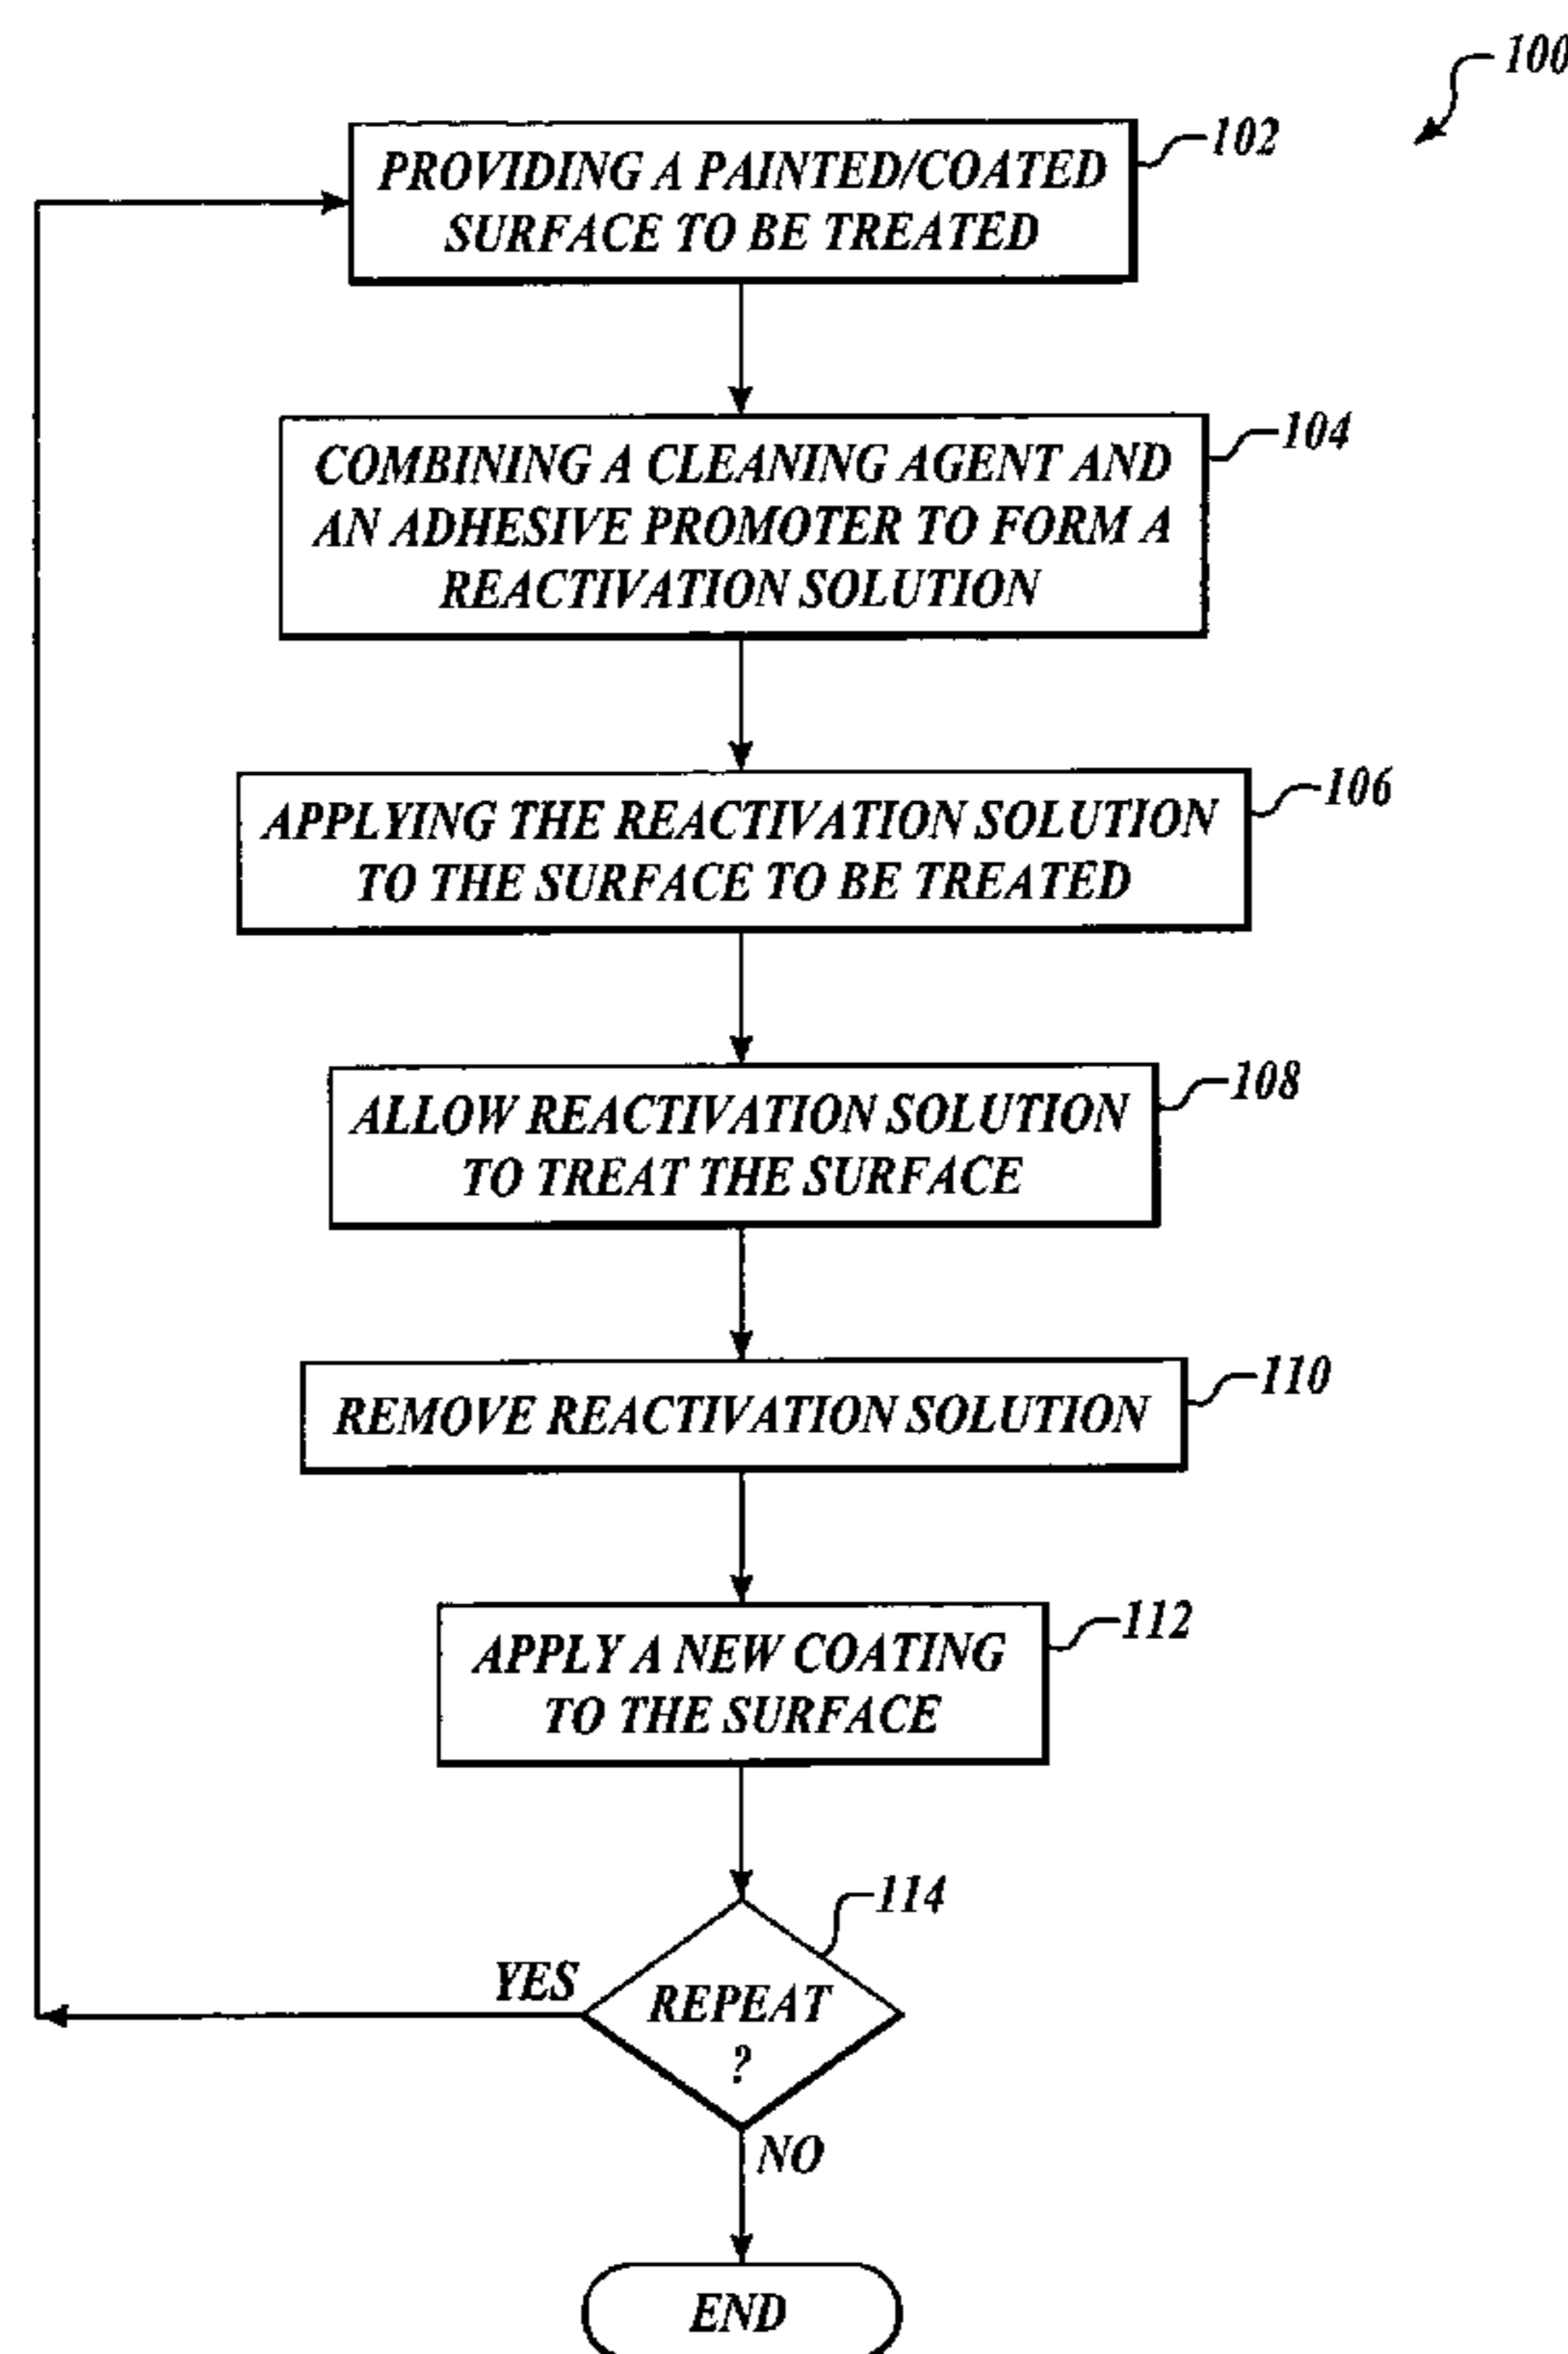 100
PROVIDING A PAINTED/COATED
SURFACE TO BE TREATED
102
COMBINING A CLEANING AGENT AND
AN ADHESIVE PROMOTER TO FORM A
REACTIVATION SOLUTION
104
APPLYING THE REACTIVATION SOLUTION
TO THE SURFACE TO BE TREATED
106
ALLOW REACTIVATION SOLUTION
TO TREAT THE SURFACE
108
REMOVE REACTIVATION SOLUTION
110
APPLY A NEW COATING
TO THE SURFACE
112
114
YES
REPEAT
?
NO
END